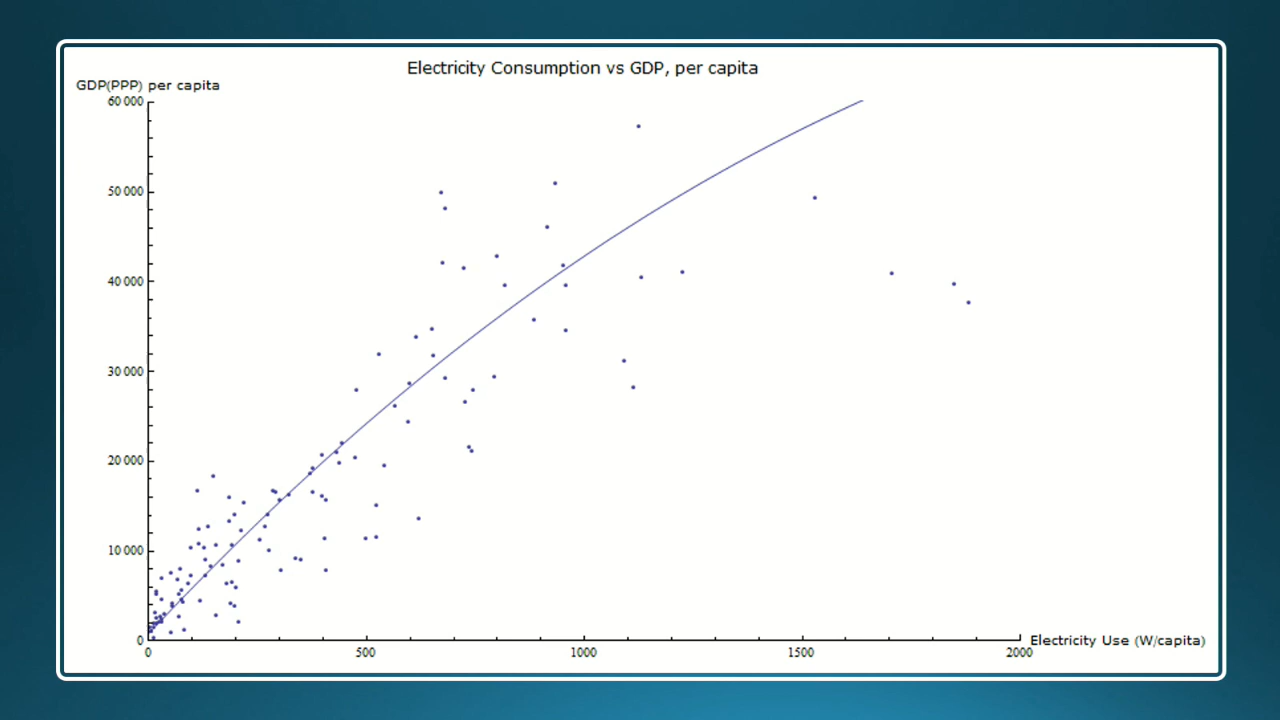 Electricity Consumption vs GDP, per capita
GDP(PPP) per capita
60 000
50 000
40 000
30 000
20 000
10 000
0
0 500 1000 1500 2000
Electricity Use (W/capita)